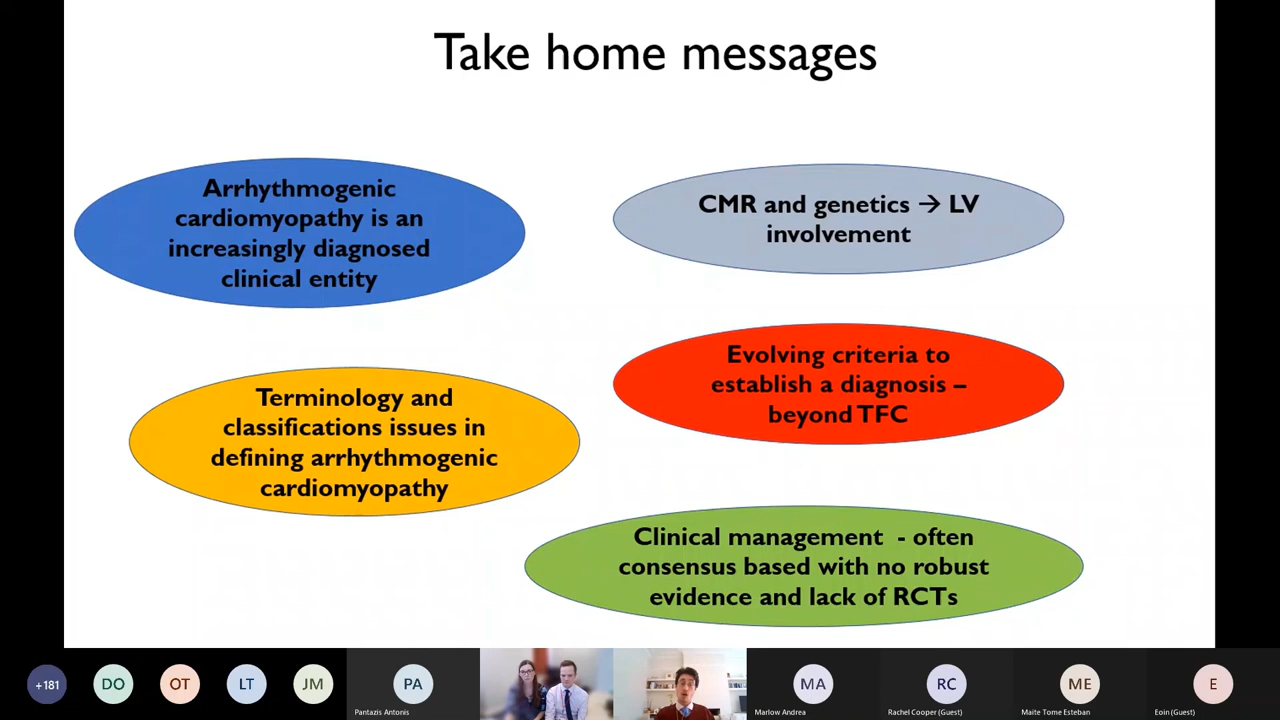 Take home messages
Arrhythmogenic
cardiomyopathy is an
increasingly diagnosed
clinical entity
CMR and genetics → LV
involvement
Terminology and
classifications issues in
defining arrhythmogenic
cardiomyopathy
Evolving criteria to
establish a diagnosis –
beyond TFC
Clinical management - often
consensus based with no robust
evidence and lack of RCTs
+181
DO
OT
LT
JM
PA
Pantazis Antonis
MA
Marlow Andrea
RC
Rachel Cooper (Guest)
ME
Maite Tome Esteban
E
Eoin (Guest)